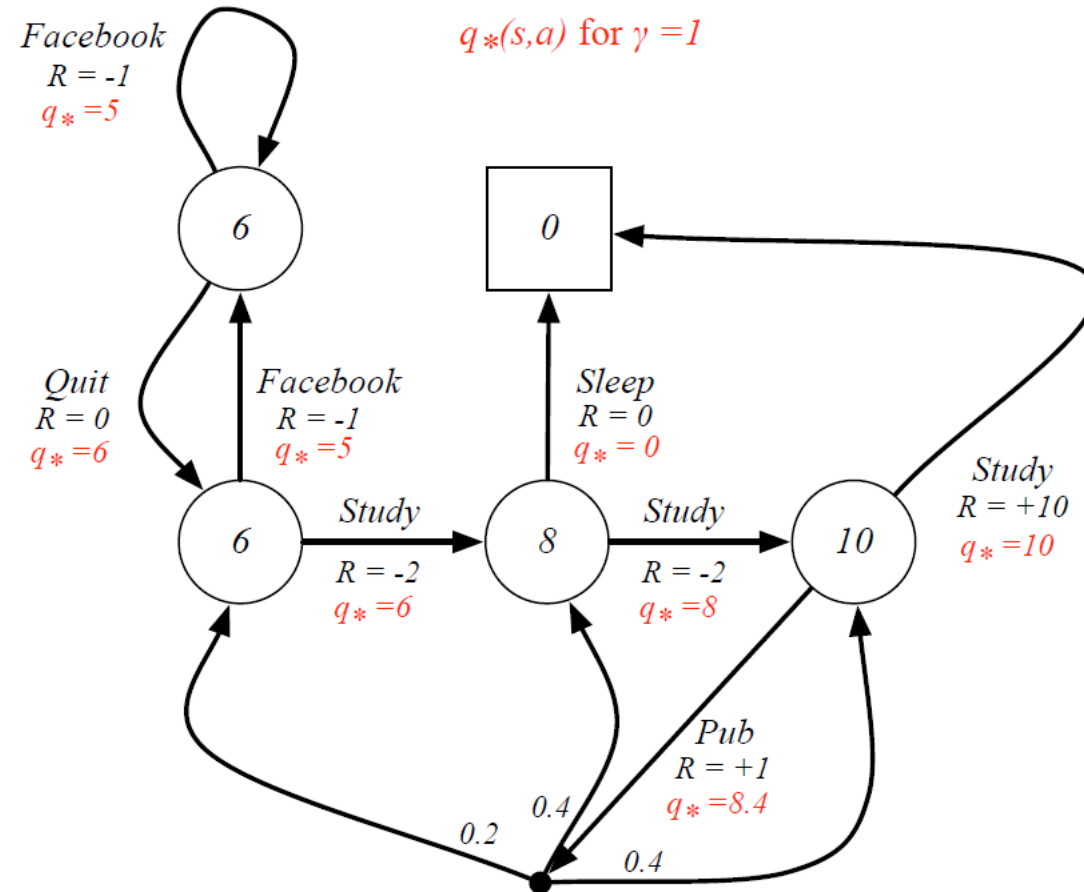 q*(s,a) for γ =1
Facebook
R = -1
q* =5
6
0
Quit
R = 0
q* =6
Facebook
R = -1
q* =5
Sleep
R = 0
q* = 0
Study
R = +10
q* =10
6
Study
R = -2
q* =6
8
Study
R = -2
q* =8
10
Pub
R = +1
q* =8.4
0.2
0.4
0.4